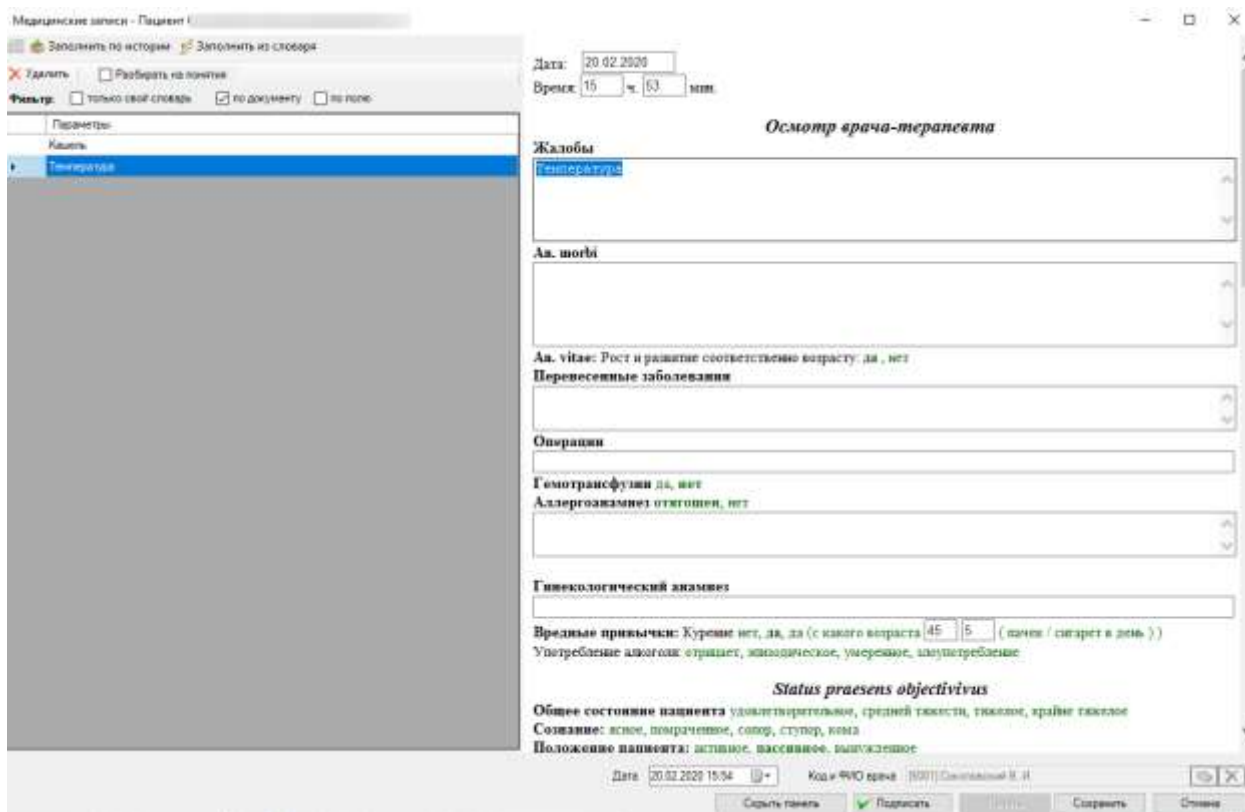 Медицинские записи - Пациент
Заполнить по истории Заполнить из словаря
Удалить Разбирать на понятия
Фильтр: только свой словарь по документу по полю
Параметры
Кашель
Температура
Дата: 20.02.2020
Время: 15 ч. 53 мин.
Осмотр врача-терапевта
Жалобы
Температура
An. morbi
An. vitae: Рост и развитие соответственно возрасту: да , нет
Перенесенные заболевания
Операции
Гемотрансфузии да, нет
Аллергоанамнез отягощен, нет
Гинекологический анамнез
Вредные привычки: Курение нет, да, да (с какого возраста 45 5 ( пачек / сигарет в день ) )
Употребление алкоголя: отрицает, эпизодическое, умеренное, злоупотребление
Status praesens objectivus
Общее состояние пациента удовлетворительное, средней тяжести, тяжелое, крайне тяжелое
Сознание: ясное, помраченное, сопор, ступор, кома
Положение пациента: активное, пассивное, вынужденное
Дата 20.02.2020 15:54 Код и ФИО врача
Скрыть панель Подписать Сохранить Отмена